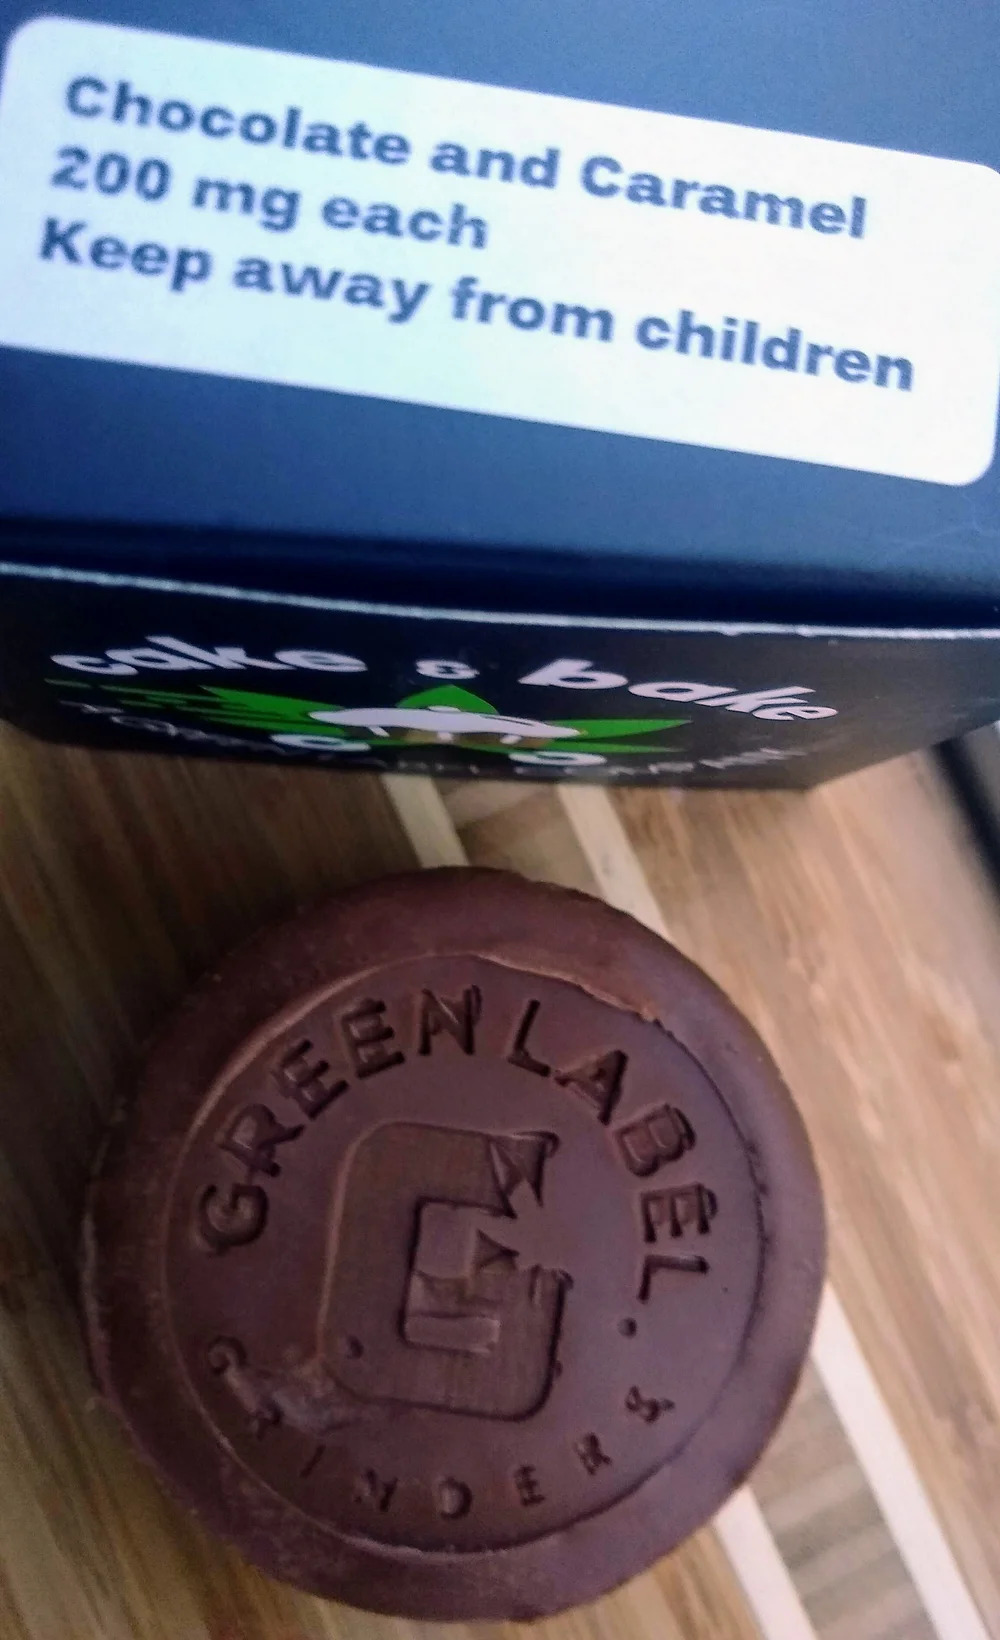 Chocolate and Caramel
200 mg each
Keep away from children
cake & bake
GREEN LABEL.
GRINDERS